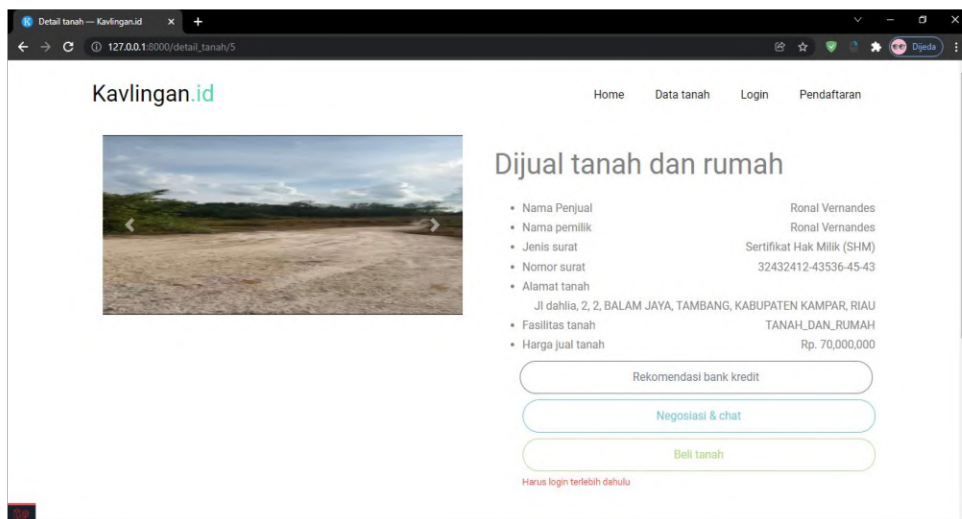 Detail tanah — Kavlingan.id
127.0.0.1:8000/detail_tanah/5
Dijeda
Kavlingan.id
Home Data tanah Login Pendaftaran
Dijual tanah dan rumah
Nama Penjual Ronal Vernandes
Nama pemilik Ronal Vernandes
Jenis surat Sertifikat Hak Milik (SHM)
Nomor surat 32432412-43536-45-43
Alamat tanah
Jl dahlia, 2, 2, BALAM JAYA, TAMBANG, KABUPATEN KAMPAR, RIAU
Fasilitas tanah TANAH_DAN_RUMAH
Harga jual tanah Rp. 70,000,000
Rekomendasi bank kredit
Negosiasi & chat
Beli tanah
Harus login terlebih dahulu